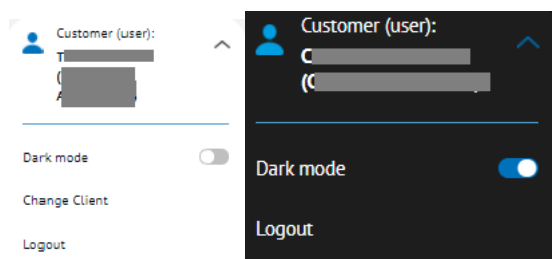 Customer (user):
T
(
A
Dark mode
Change Client
Logout
Customer (user):
C
(C
Dark mode
Logout